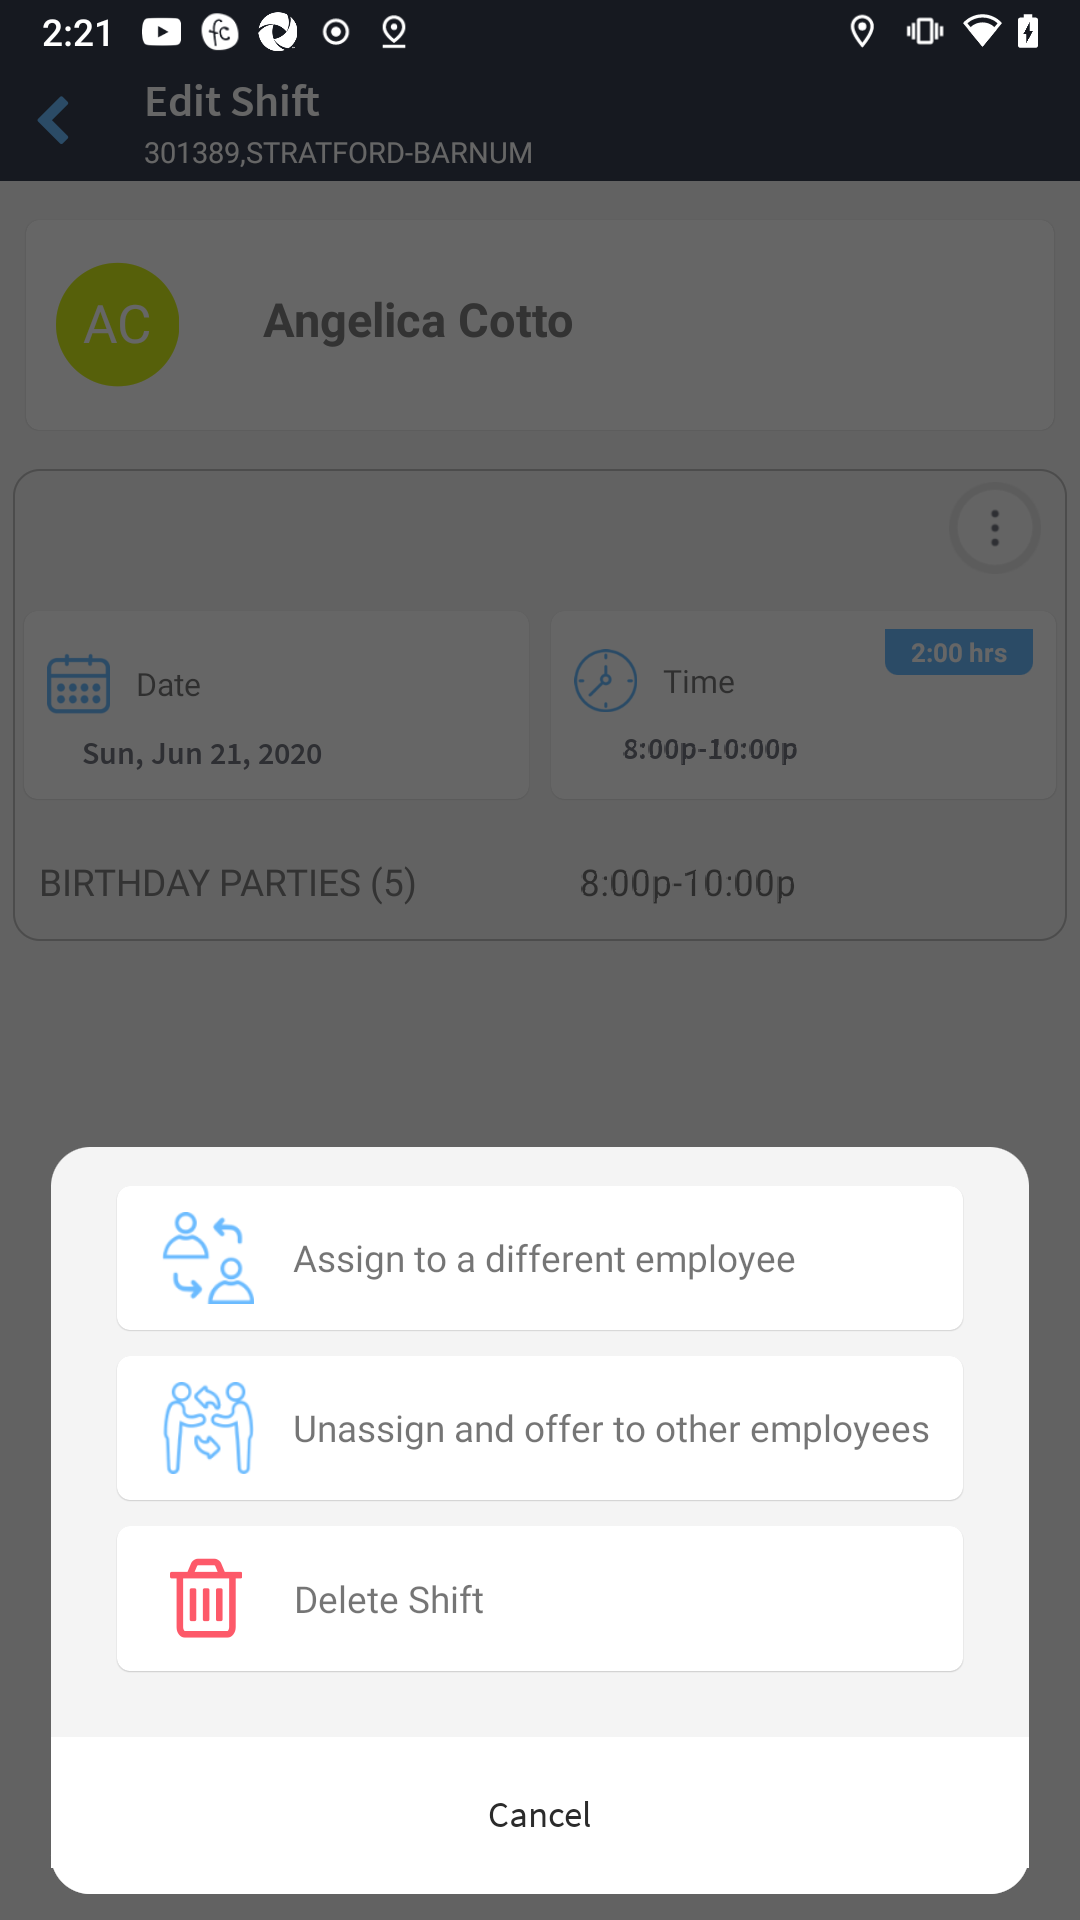 2:21
Edit Shift
301389,STRATFORD-BARNUM
AC
Angelica Cotto
2:00 hrs
Date
Time
Sun, Jun 21, 2020
8:00p-10:00p
BIRTHDAY PARTIES (5)
8:00p-10:00p
Assign to a different employee
Unassign and offer to other employees
Delete Shift
Cancel